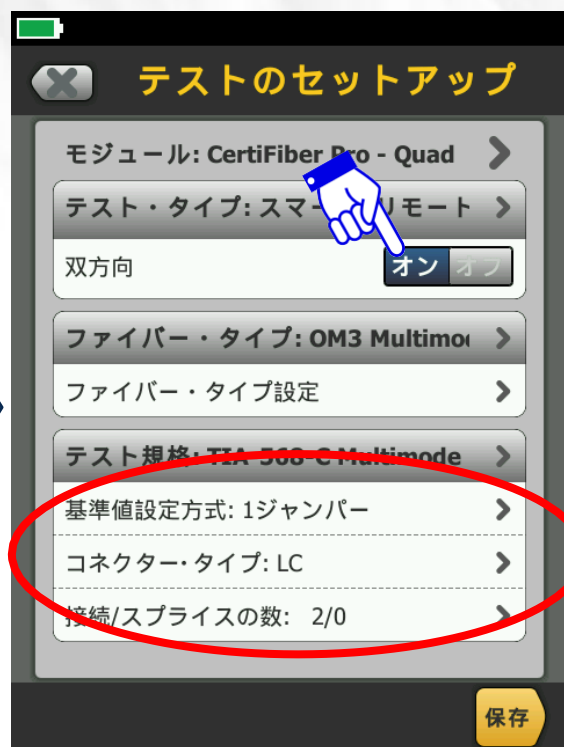 テストのセットアップ
モジュール: CertiFiber Pro - Quad
テスト・タイプ: スマー リモート
双方向
オン オフ
ファイバー・タイプ: OM3 Multimo
ファイバー・タイプ設定
テスト規格: TIA-568-C Multimode
基準値設定方式: 1ジャンパー
コネクター・タイプ: LC
接続/スプライスの数: 2/0
保存